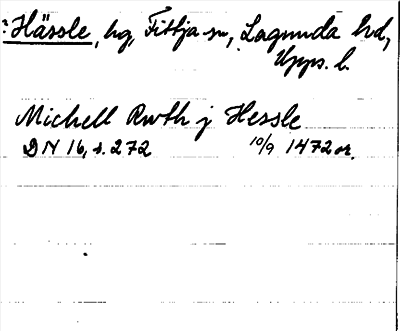 ? Hässle, hg, Fittja sn, Lagunda hd,
Upps. l.
Michell Rwth j Hessle
DN 16, s. 272 10/9 1472 or.